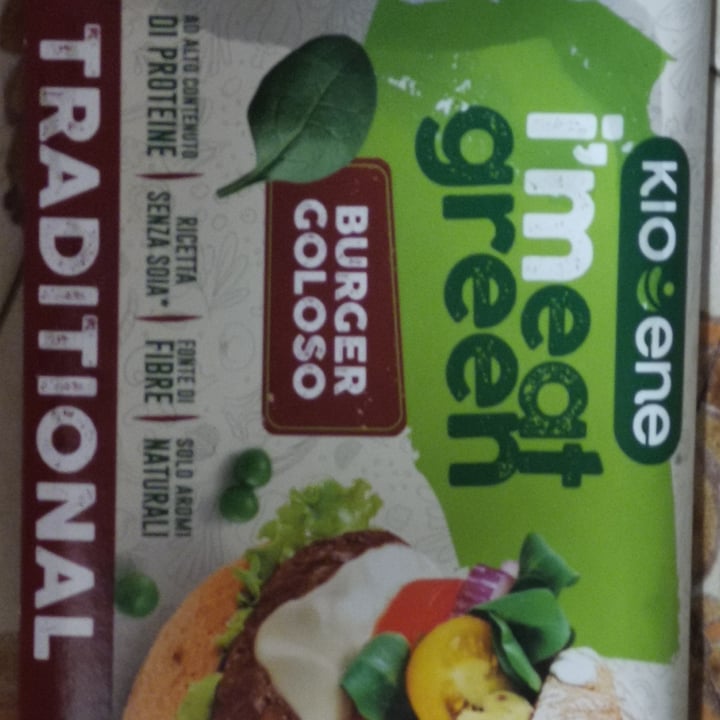 KIOene
i'meat
green
BURGER
GOLOSO
AD ALTO CONTENUTO
DI PROTEINE
RICETTA
SENZA SOIA*
FONTE DI
FIBRE
SOLO AROMI
NATURALI
TRADITIONAL